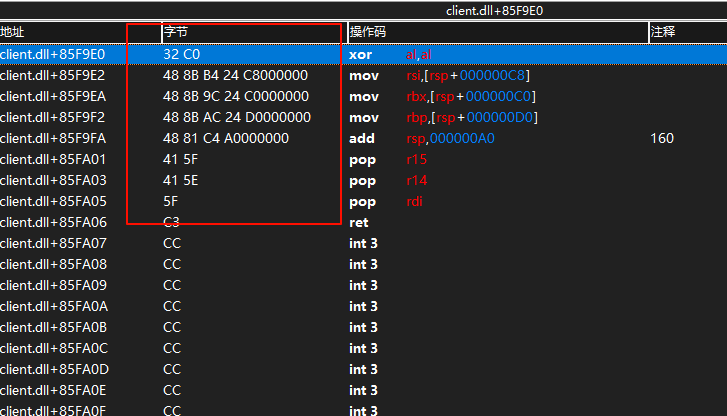 client.dll+85F9E0
地址 字节 操作码 注释
client.dll+85F9E0 32 C0 xor al,al
client.dll+85F9E2 48 8B B4 24 C8000000 mov rsi,[rsp+000000C8]
client.dll+85F9EA 48 8B 9C 24 C0000000 mov rbx,[rsp+000000C0]
client.dll+85F9F2 48 8B AC 24 D0000000 mov rbp,[rsp+000000D0]
client.dll+85F9FA 48 81 C4 A0000000 add rsp,000000A0 160
client.dll+85FA01 41 5F pop r15
client.dll+85FA03 41 5E pop r14
client.dll+85FA05 5F pop rdi
client.dll+85FA06 C3 ret
client.dll+85FA07 CC int 3
client.dll+85FA08 CC int 3
client.dll+85FA09 CC int 3
client.dll+85FA0A CC int 3
client.dll+85FA0B CC int 3
client.dll+85FA0C CC int 3
client.dll+85FA0D CC int 3
client.dll+85FA0E CC int 3
client.dll+85FA0F CC int 3